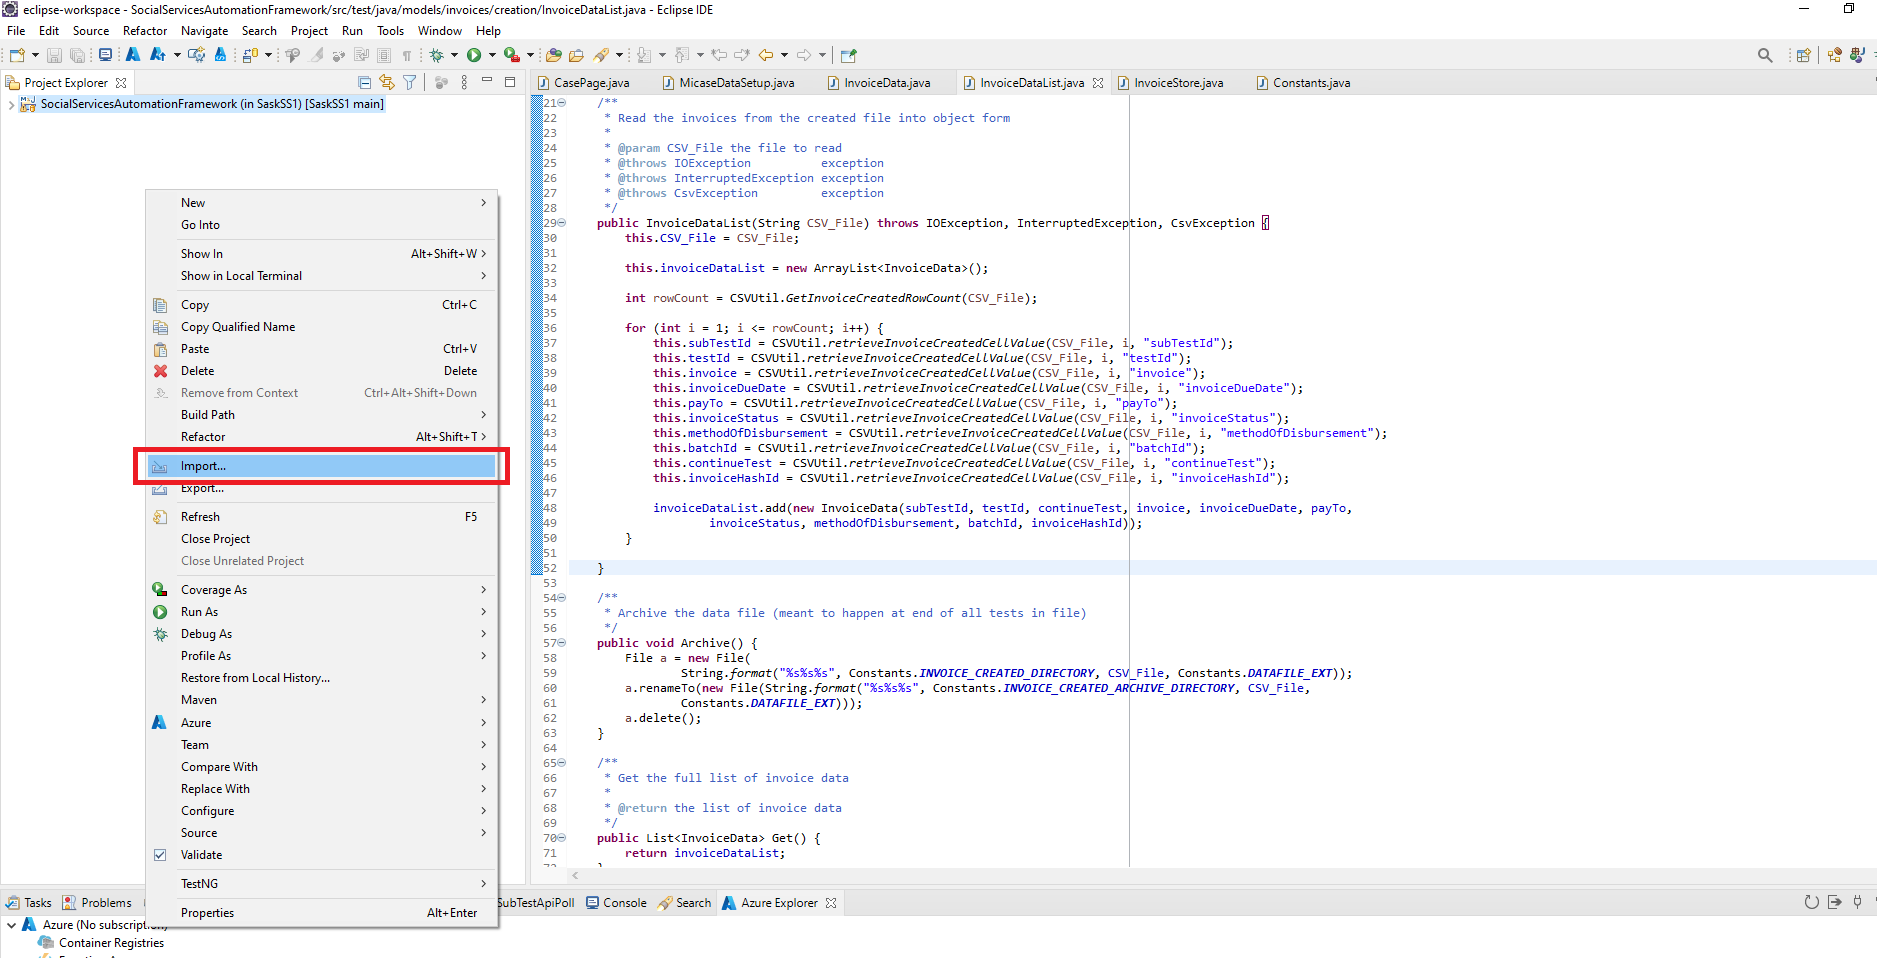 eclipse-workspace - SocialServicesAutomationFramework/src/test/java/models/invoices/creation/InvoiceDataList.java - Eclipse IDE
File Edit Source Refactor Navigate Search Project Run Tools Window Help
Project Explorer
SocialServicesAutomationFramework (in SaskSS1) [SaskSS1 main]
New
Go Into
Show In Alt+Shift+W
Show in Local Terminal
Copy Ctrl+C
Copy Qualified Name
Paste Ctrl+V
Delete Delete
Remove from Context Ctrl+Alt+Shift+Down
Build Path
Refactor Alt+Shift+T
Import...
Export...
Refresh F5
Close Project
Close Unrelated Project
Coverage As
Run As
Debug As
Profile As
Restore from Local History...
Maven
Azure
Team
Compare With
Replace With
Configure
Source
Validate
TestNG
Properties Alt+Enter
CasePage.java MicaseDataSetup.java InvoiceData.java InvoiceDataList.java InvoiceStore.java Constants.java
21 /**
22 * Read the invoices from the created file into object form
23 *
24 * @param CSV_File the file to read
25 * @throws IOException exception
26 * @throws InterruptedException exception
27 * @throws CsvException exception
28 */
29 public InvoiceDataList(String CSV_File) throws IOException, InterruptedException, CsvException {
30 this.CSV_File = CSV_File;
31
32 this.invoiceDataList = new ArrayList<InvoiceData>();
33
34 int rowCount = CSVUtil.GetInvoiceCreatedRowCount(CSV_File);
35
36 for (int i = 1; i <= rowCount; i++) {
37 this.subTestId = CSVUtil.retrieveInvoiceCreatedCellValue(CSV_File, i, "subTestId");
38 this.testId = CSVUtil.retrieveInvoiceCreatedCellValue(CSV_File, i, "testId");
39 this.invoice = CSVUtil.retrieveInvoiceCreatedCellValue(CSV_File, i, "invoice");
40 this.invoiceDueDate = CSVUtil.retrieveInvoiceCreatedCellValue(CSV_File, i, "invoiceDueDate");
41 this.payTo = CSVUtil.retrieveInvoiceCreatedCellValue(CSV_File, i, "payTo");
42 this.invoiceStatus = CSVUtil.retrieveInvoiceCreatedCellValue(CSV_File, i, "invoiceStatus");
43 this.methodOfDisbursement = CSVUtil.retrieveInvoiceCreatedCellValue(CSV_File, i, "methodOfDisbursement");
44 this.batchId = CSVUtil.retrieveInvoiceCreatedCellValue(CSV_File, i, "batchId");
45 this.continueTest = CSVUtil.retrieveInvoiceCreatedCellValue(CSV_File, i, "continueTest");
46 this.invoiceHashId = CSVUtil.retrieveInvoiceCreatedCellValue(CSV_File, i, "invoiceHashId");
47
48 invoiceDataList.add(new InvoiceData(subTestId, testId, continueTest, invoice, invoiceDueDate, payTo,
49 invoiceStatus, methodOfDisbursement, batchId, invoiceHashId));
50 }
51
52 }
53
54 /**
55 * Archive the data file (meant to happen at end of all tests in file)
56 */
57 public void Archive() {
58 File a = new File(
59 String.format("%s%s%s", Constants.INVOICE_CREATED_DIRECTORY, CSV_File, Constants.DATAFILE_EXT));
60 a.renameTo(new File(String.format("%s%s%s", Constants.INVOICE_CREATED_ARCHIVE_DIRECTORY, CSV_File,
61 Constants.DATAFILE_EXT)));
62 a.delete();
63 }
64
65 /**
66 * Get the full list of invoice data
67 *
68 * @return the list of invoice data
69 */
70 public List<InvoiceData> Get() {
71 return invoiceDataList;
Tasks Problems SubTestApiPoll Console Search Azure Explorer
Azure (No subscription)
Container Registries